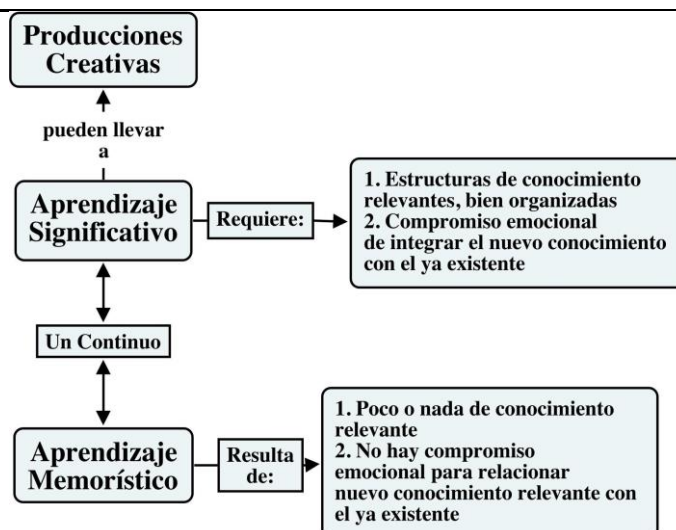 Producciones
Creativas
pueden llevar
a
Aprendizaje
Significativo
Requiere:
1. Estructuras de conocimiento
relevantes, bien organizadas
2. Compromiso emocional
de integrar el nuevo conocimiento
con el ya existente
Un Continuo
Aprendizaje
Memorístico
Resulta
de:
1. Poco o nada de conocimiento
relevante
2. No hay compromiso
emocional para relacionar
nuevo conocimiento relevante con
el ya existente